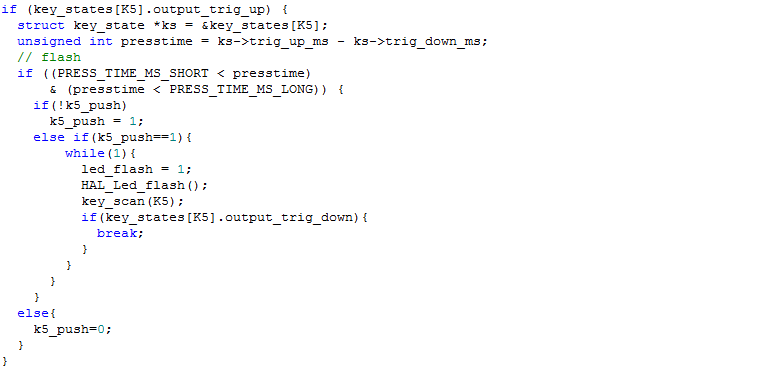 if (key_states[K5].output_trig_up) {
  struct key_state *ks = &key_states[K5];
  unsigned int presstime = ks->trig_up_ms - ks->trig_down_ms;
  // flash
  if ((PRESS_TIME_MS_SHORT < presstime)
      & (presstime < PRESS_TIME_MS_LONG)) {
    if(!k5_push)
      k5_push = 1;
    else if(k5_push==1){
        while(1){
          led_flash = 1;
          HAL_Led_flash();
          key_scan(K5);
          if(key_states[K5].output_trig_down){
            break;
          }
        }
      }
    }
  else{
    k5_push=0;
  }
}